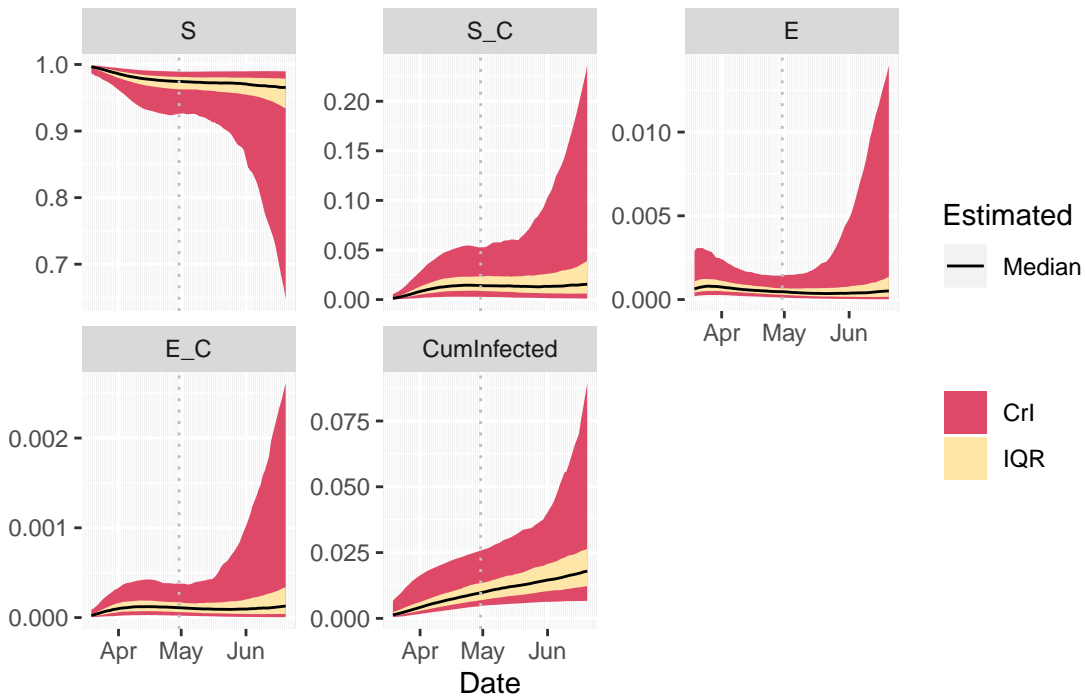 S
S_C
E
1.0
0.9
0.8
0.7
0.20
0.15
0.10
0.05
0.00
0.010
0.005
0.000
Apr May Jun
Estimated
Median
E_C
CumInfected
0.002
0.001
0.000
Apr May Jun
0.075
0.050
0.025
0.000
Apr May Jun
CrI
IQR
Date